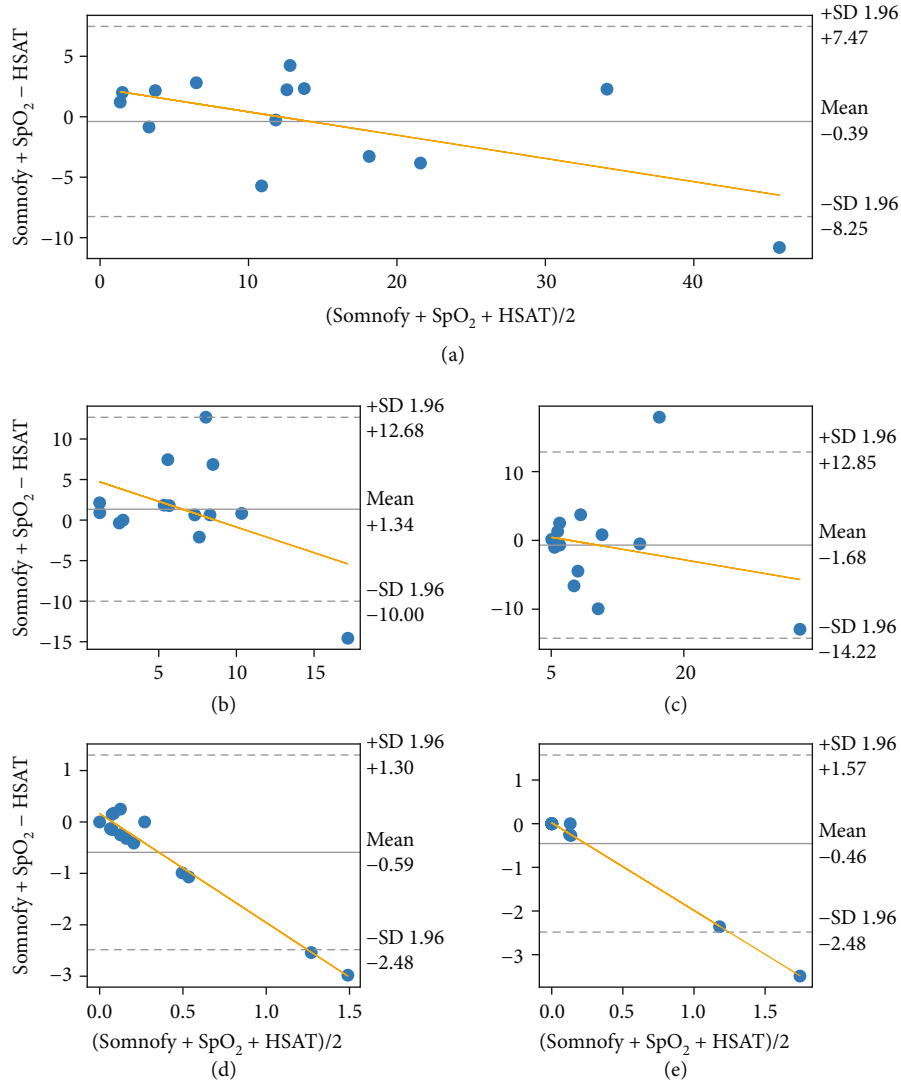 +SD 1.96
+7.47
5
Mean
0
−0.39
−5
−SD 1.96
−8.25
−10
Somnofy + SpO₂ − HSAT
0 10 20 30 40
(Somnofy + SpO₂ + HSAT)/2
(a)
+SD 1.96
+12.68
10
5
Mean
+1.34
0
−5
−SD 1.96
−10
−10.00
−15
Somnofy + SpO₂ − HSAT
5 10 15
(b)
+SD 1.96
+12.85
10
Mean
0
−1.68
−10
−SD 1.96
−14.22
5 20
(c)
+SD 1.96
+1.30
1
0
Mean
−0.59
−1
−2
−SD 1.96
−2.48
−3
Somnofy + SpO₂ − HSAT
0.0 0.5 1.0 1.5
(Somnofy + SpO₂ + HSAT)/2
(d)
+SD 1.96
+1.57
1
0
Mean
−0.46
−1
−2
−SD 1.96
−2.48
−3
0.0 0.5 1.0 1.5
(Somnofy + SpO₂ + HSAT)/2
(e)